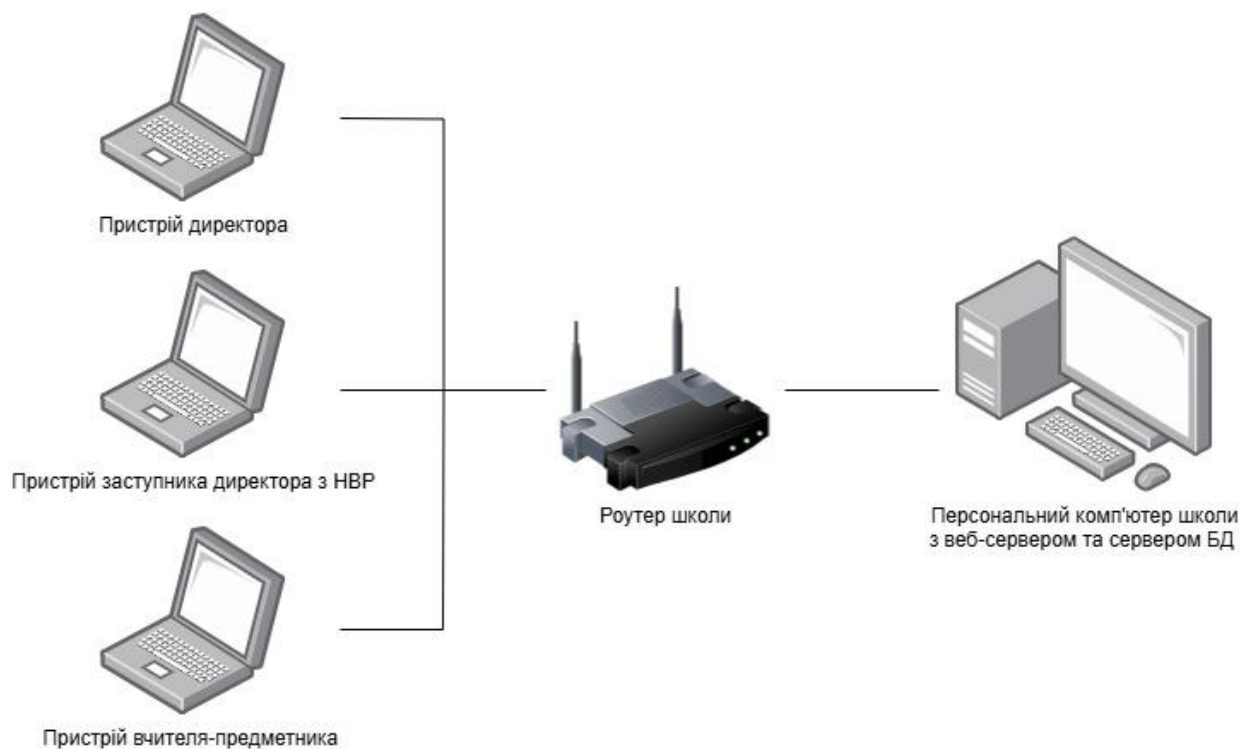 Пристрій директора
Пристрій заступника директора з НВР
Пристрій вчителя-предметника
Роутер школи
Персональний комп'ютер школи
з веб-сервером та сервером БД